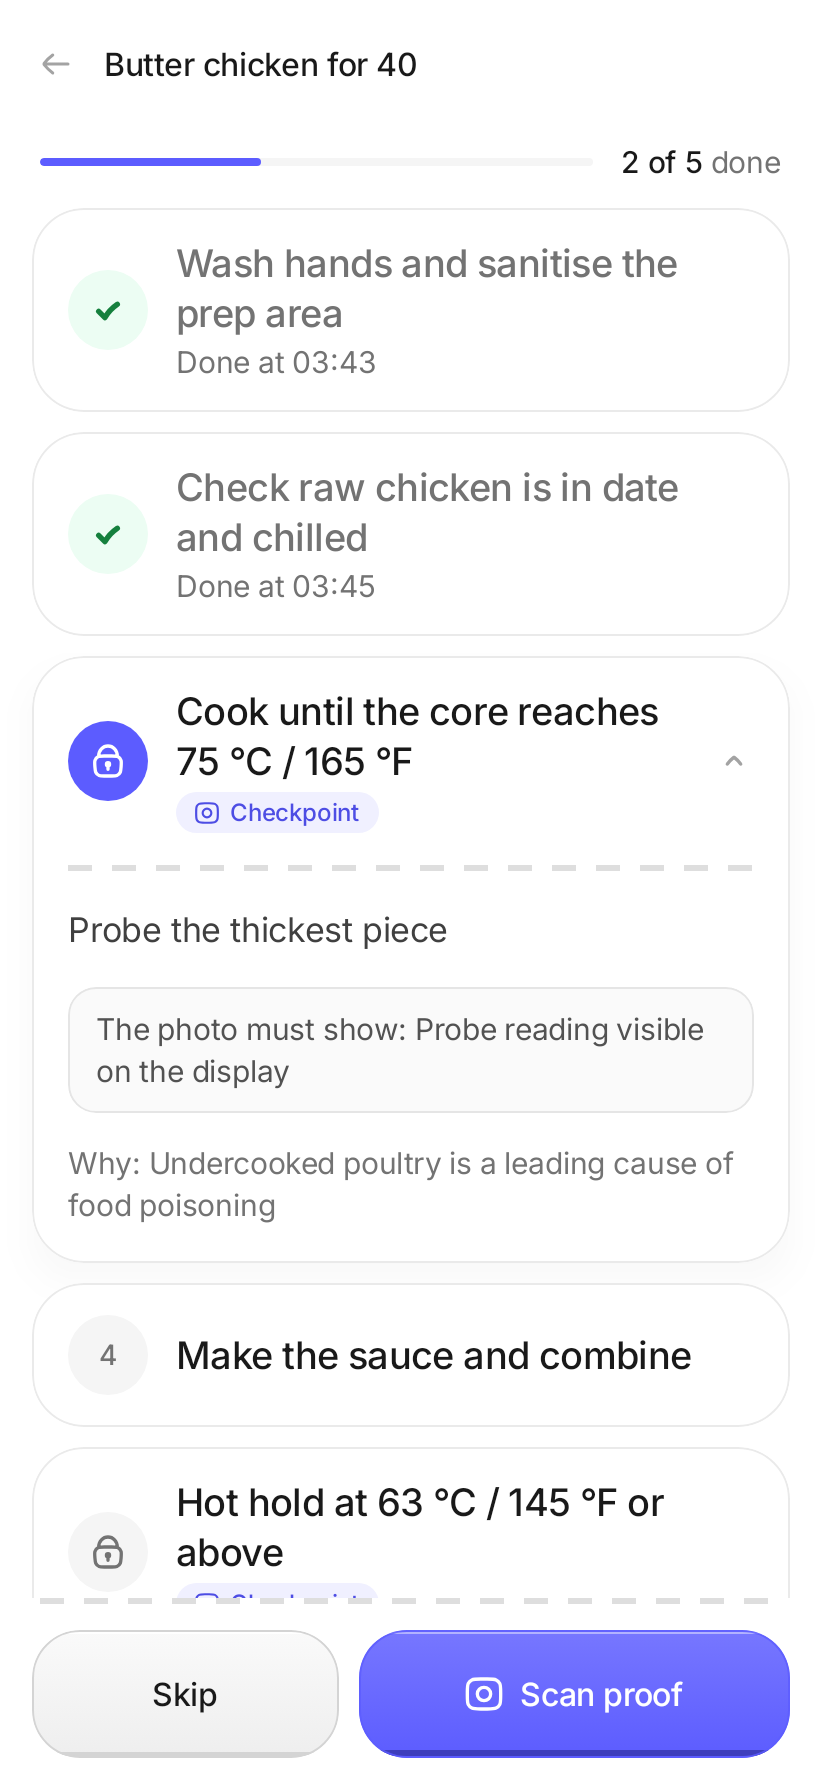 Butter chicken for 40
2 of 5 done
Wash hands and sanitise the
prep area
Done at 03:43
Check raw chicken is in date
and chilled
Done at 03:45
Cook until the core reaches
75 °C / 165 °F
Checkpoint
Probe the thickest piece
The photo must show: Probe reading visible
on the display
Why: Undercooked poultry is a leading cause of
food poisoning
4
Make the sauce and combine
Hot hold at 63 °C / 145 °F or
above
Skip
Scan proof